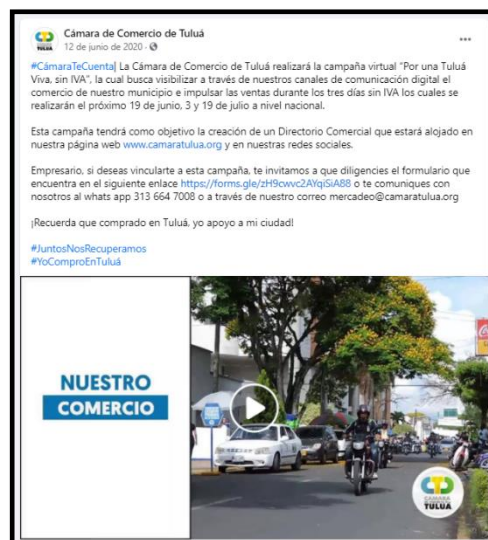 Cámara de Comercio de Tuluá
12 de junio de 2020 ·
#CámaraTeCuenta| La Cámara de Comercio de Tuluá realizará la campaña virtual "Por una Tuluá
Viva, sin IVA", la cual busca visibilizar a través de nuestros canales de comunicación digital el
comercio de nuestro municipio e impulsar las ventas durante los tres días sin IVA los cuales se
realizarán el próximo 19 de junio, 3 y 19 de julio a nivel nacional.
Esta campaña tendrá como objetivo la creación de un Directorio Comercial que estará alojado en
nuestra página web www.camaratulua.org y en nuestras redes sociales.
Empresario, si deseas vincularte a esta campaña, te invitamos a que diligencies el formulario que
encuentra en el siguiente enlace https://forms.gle/zH9cwvc2AYqiSiA88 o te comuniques con
nosotros al whats app 313 664 7008 o a través de nuestro correo mercadeo@camaratulua.org
¡Recuerda que comprado en Tuluá, yo apoyo a mi ciudad!
#JuntosNosRecuperamos
#YoComproEnTuluá
NUESTRO
COMERCIO
CAMARA
TULUÁ